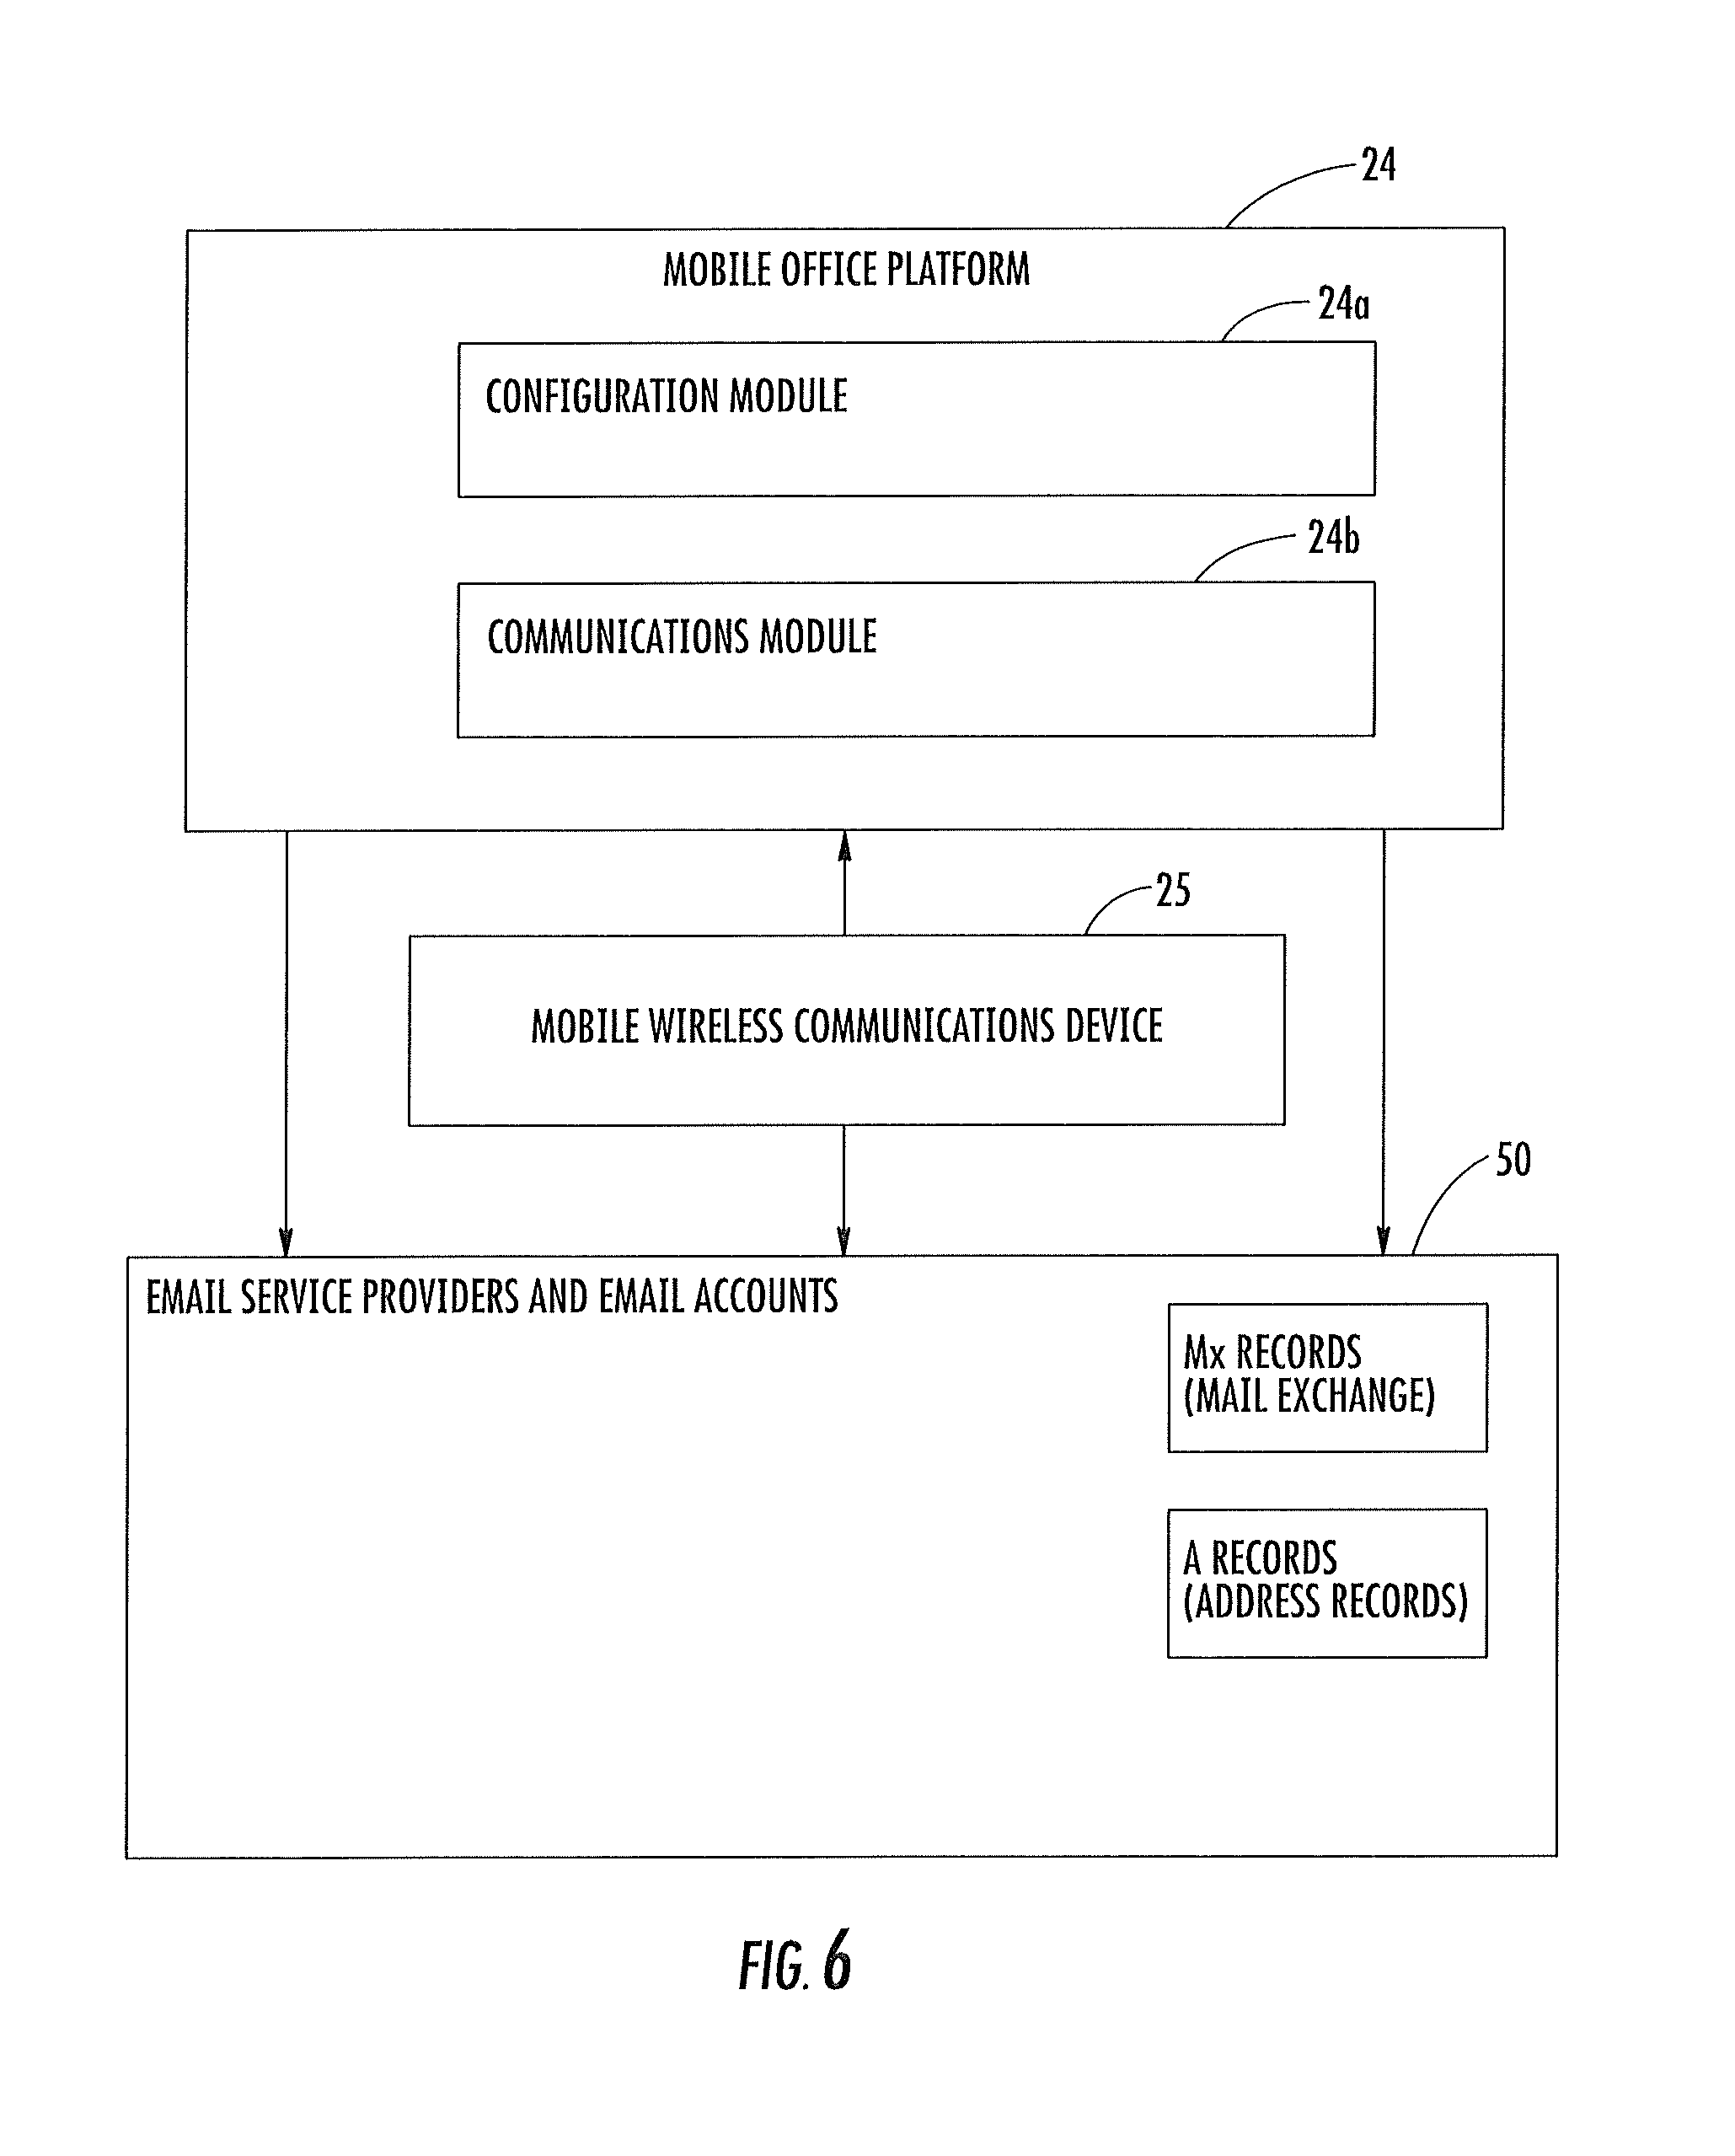 24
MOBILE OFFICE PLATFORM
24a
CONFIGURATION MODULE
24b
COMMUNICATIONS MODULE
25
MOBILE WIRELESS COMMUNICATIONS DEVICE
50
EMAIL SERVICE PROVIDERS AND EMAIL ACCOUNTS
Mx RECORDS
(MAIL EXCHANGE)
A RECORDS
(ADDRESS RECORDS)
FIG. 6